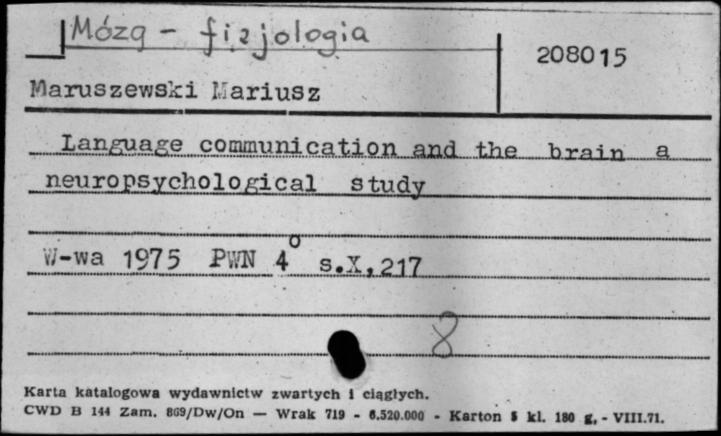 Mózg - fizjologia
208015
Maruszewski Mariusz
Language communication and the brain a
neuropsychological study
W-wa 1975 PWN 4° s.X,217
8
Karta katalogowa wydawnictw zwartych i ciągłych.
CWD B 144 Zam. 869/Dw/On — Wrak 719 - 6.520.000 - Karton 5 kl. 180 g, - VIII.71.